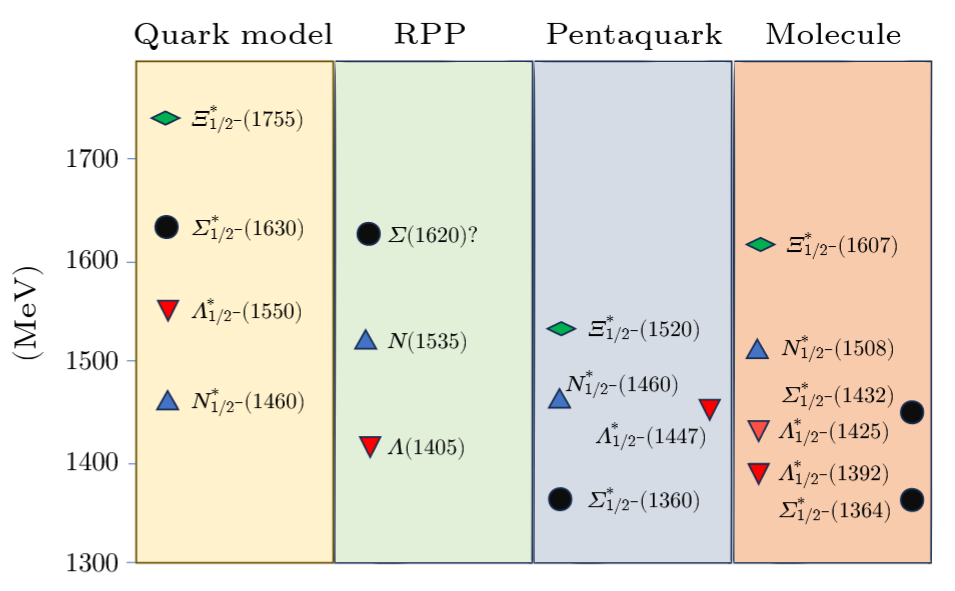 Quark model RPP Pentaquark Molecule
(MeV)
1700
1600
1500
1400
1300
Ξ*1/2⁻(1755)
Σ*1/2⁻(1630)
Λ*1/2⁻(1550)
N*1/2⁻(1460)
Σ(1620)?
N(1535)
Λ(1405)
Ξ*1/2⁻(1520)
N*1/2⁻(1460)
Λ*1/2⁻(1447)
Σ*1/2⁻(1360)
Ξ*1/2⁻(1607)
N*1/2⁻(1508)
Σ*1/2⁻(1432)
Λ*1/2⁻(1425)
Λ*1/2⁻(1392)
Σ*1/2⁻(1364)